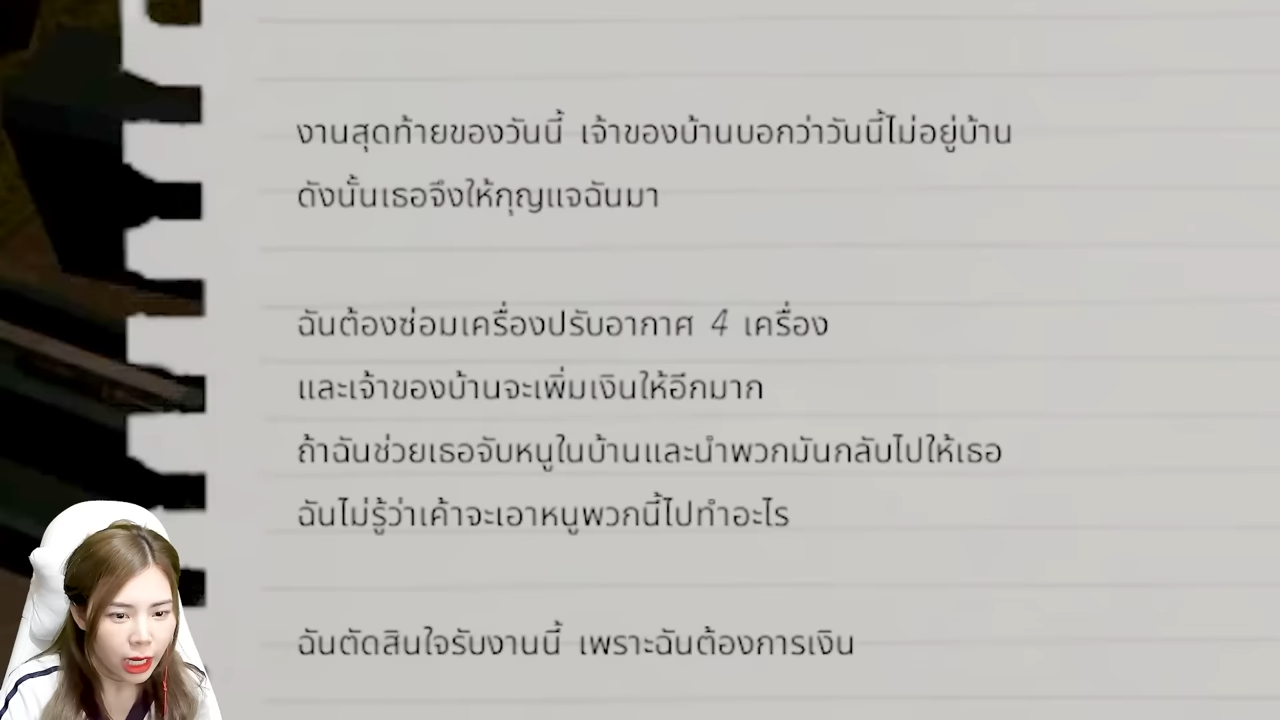 งานสุดท้ายของวันนี้ เจ้าของบ้านบอกว่าวันนี้ไม่อยู่บ้าน
ดังนั้นเธอจึงให้กุญแจฉันมา
ฉันต้องซ่อมเครื่องปรับอากาศ 4 เครื่อง
และเจ้าของบ้านจะเพิ่มเงินให้อีกมาก
ถ้าฉันช่วยเธอจับหนูในบ้านและนำพวกมันกลับไปให้เธอ
ฉันไม่รู้ว่าเค้าจะเอาหนูพวกนี้ไปทำอะไร
ฉันตัดสินใจรับงานนี้ เพราะฉันต้องการเงิน